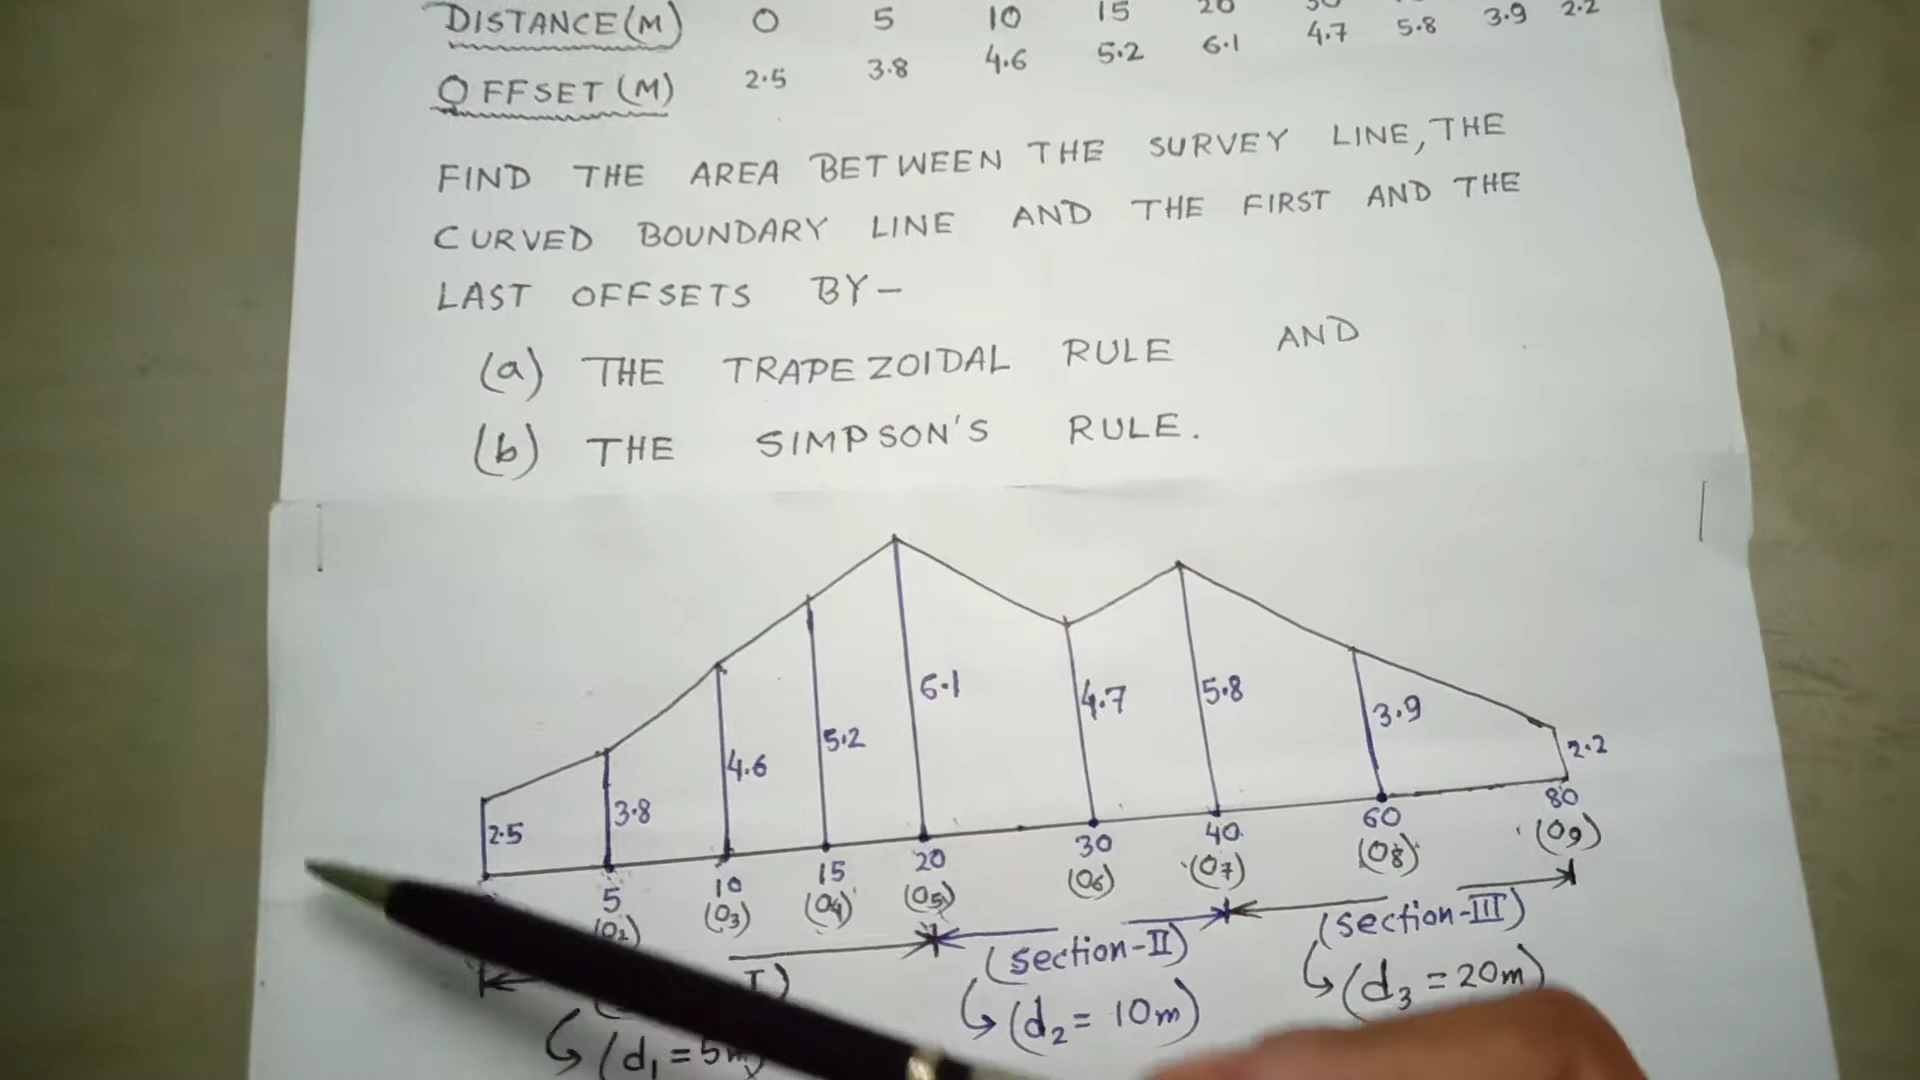 DISTANCE(M) 0 5 10 15 20
OFFSET(M) 2.5 3.8 4.6 5.2 6.1 4.7 5.8 3.9 2.2
FIND THE AREA BETWEEN THE SURVEY LINE, THE
CURVED BOUNDARY LINE AND THE FIRST AND THE
LAST OFFSETS BY-
(a) THE TRAPEZOIDAL RULE AND
(b) THE SIMPSON'S RULE.
2.5 3.8 4.6 5.2 6.1 4.7 5.8 3.9 2.2
5 10 15 20 30 40 60 80
(O2) (O3) (O4) (O5) (O6) (O7) (O8) (O9)
I) (section-II) (section-III)
(d1 = 5m) (d2 = 10m) (d3 = 20m)